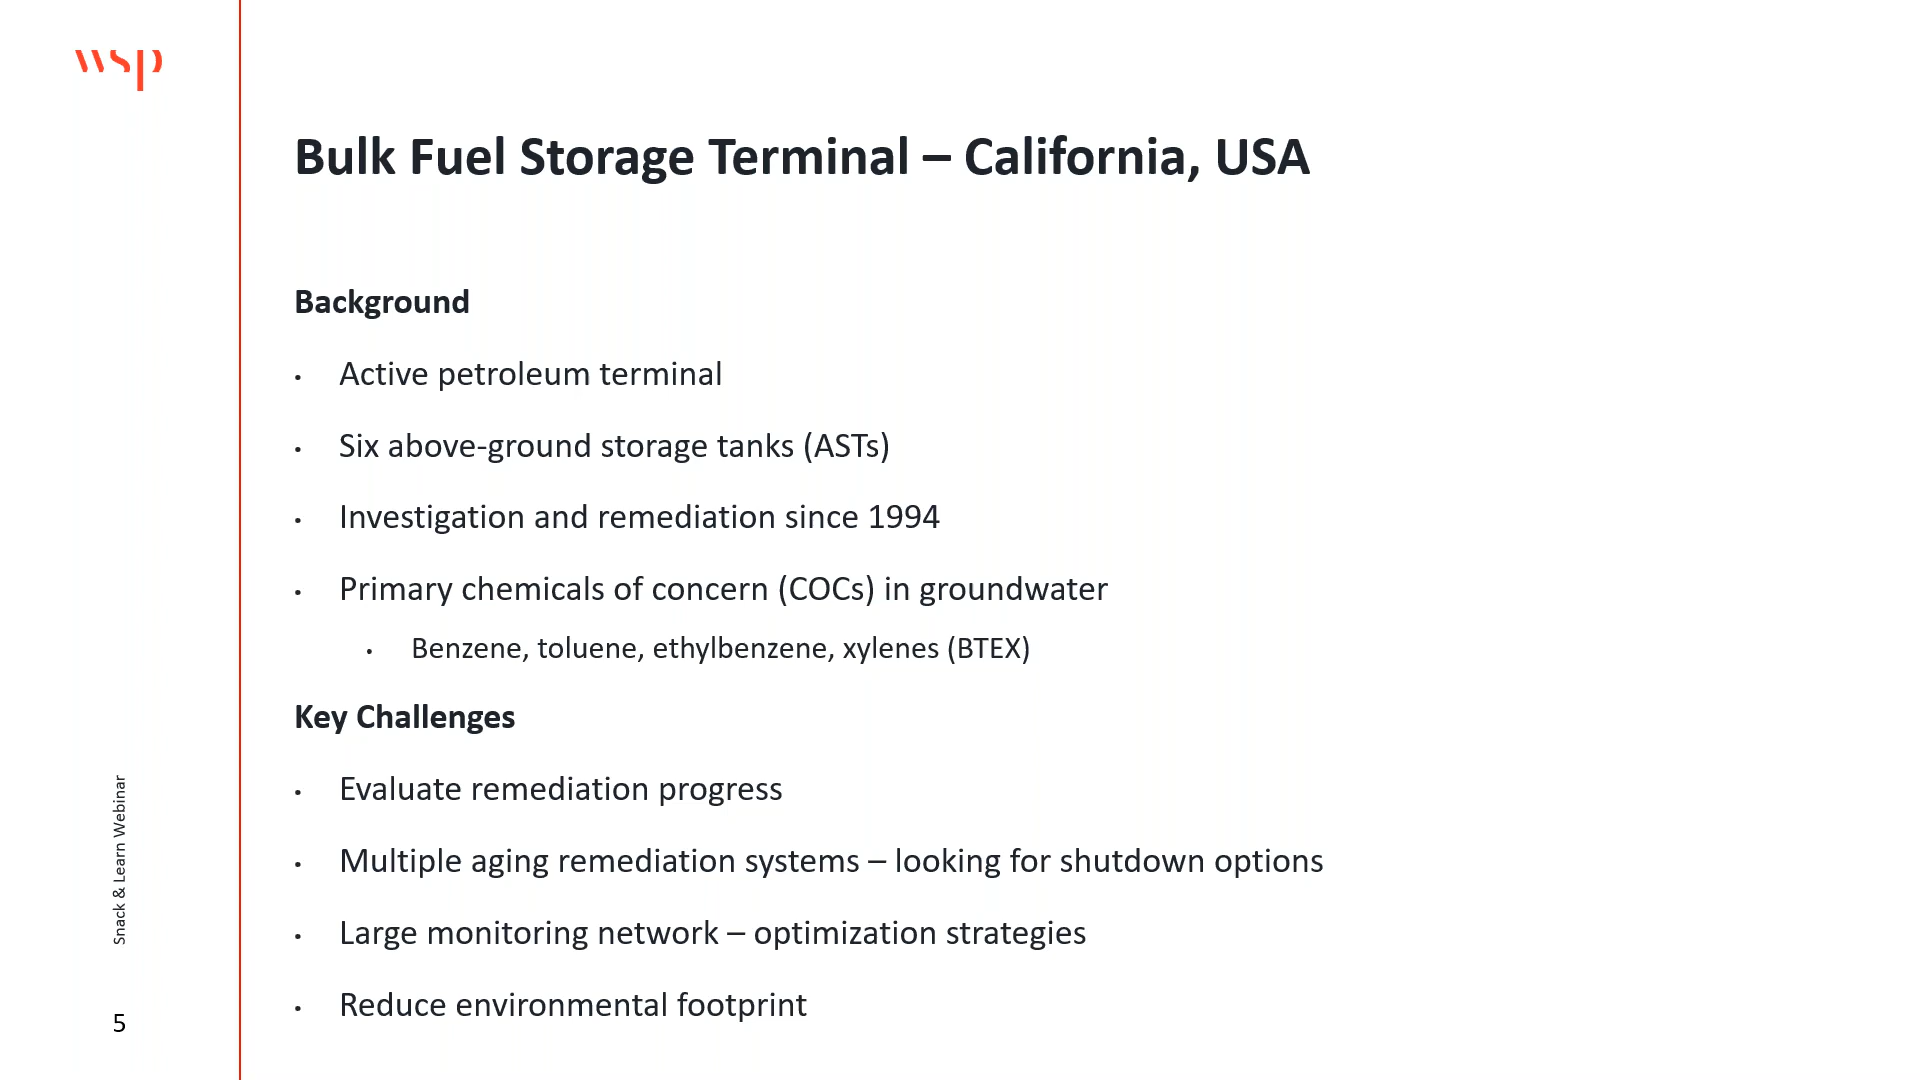 wsp
Bulk Fuel Storage Terminal – California, USA
Background
• Active petroleum terminal
• Six above-ground storage tanks (ASTs)
• Investigation and remediation since 1994
• Primary chemicals of concern (COCs) in groundwater
• Benzene, toluene, ethylbenzene, xylenes (BTEX)
Key Challenges
• Evaluate remediation progress
• Multiple aging remediation systems – looking for shutdown options
• Large monitoring network – optimization strategies
• Reduce environmental footprint
Snack & Learn Webinar
5